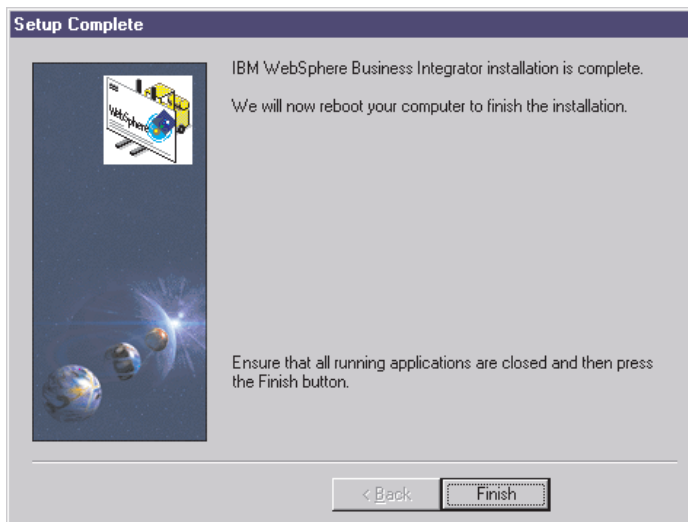 Setup Complete
WebSphere
IBM WebSphere Business Integrator installation is complete.
We will now reboot your computer to finish the installation.
Ensure that all running applications are closed and then press
the Finish button.
< Back
Finish